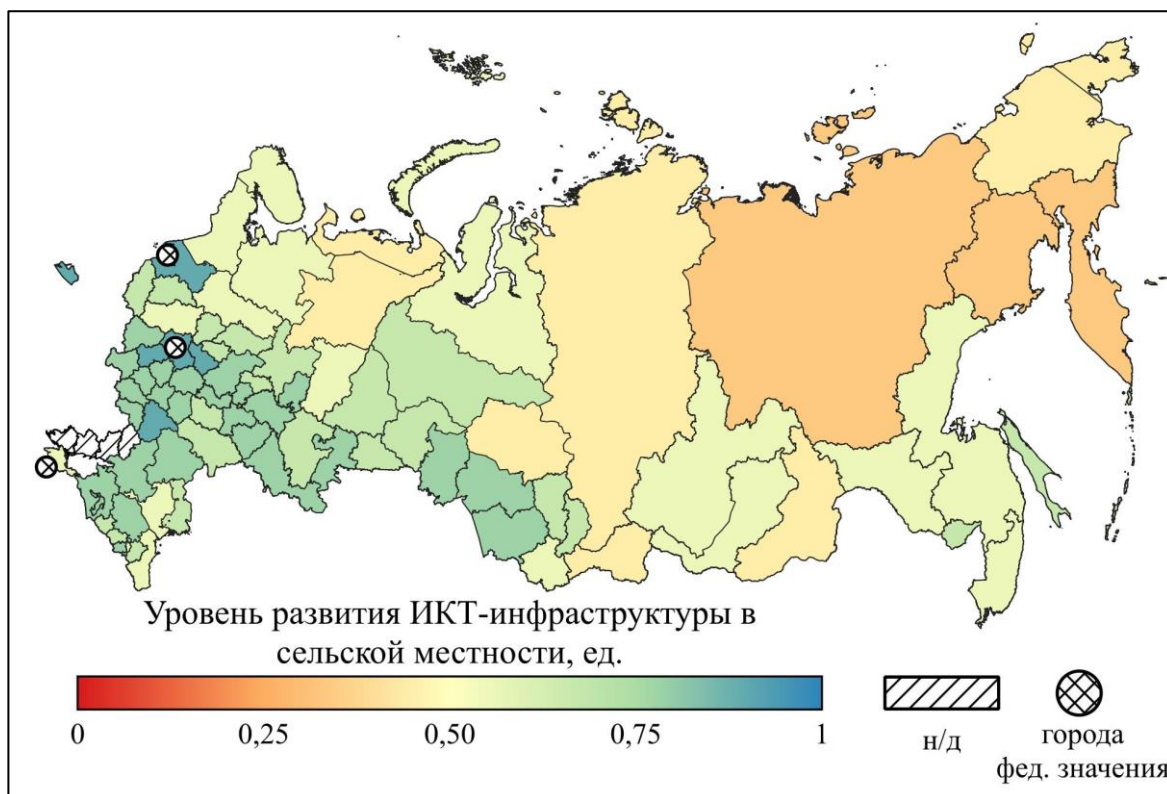 Уровень развития ИКТ-инфраструктуры в
сельской местности, ед.
0 0,25 0,50 0,75 1
н/д
города
фед. значения